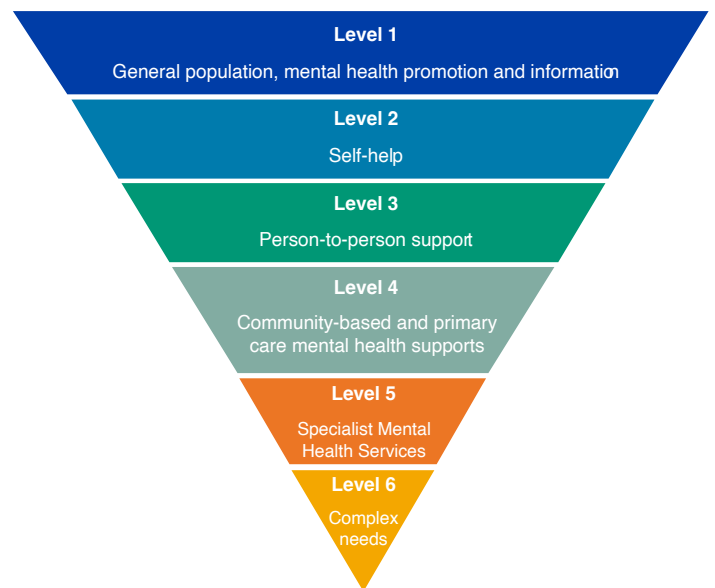 Level 1
General population, mental health promotion and information
Level 2
Self-help
Level 3
Person-to-person support
Level 4
Community-based and primary
care mental health supports
Level 5
Specialist Mental
Health Services
Level 6
Complex
needs